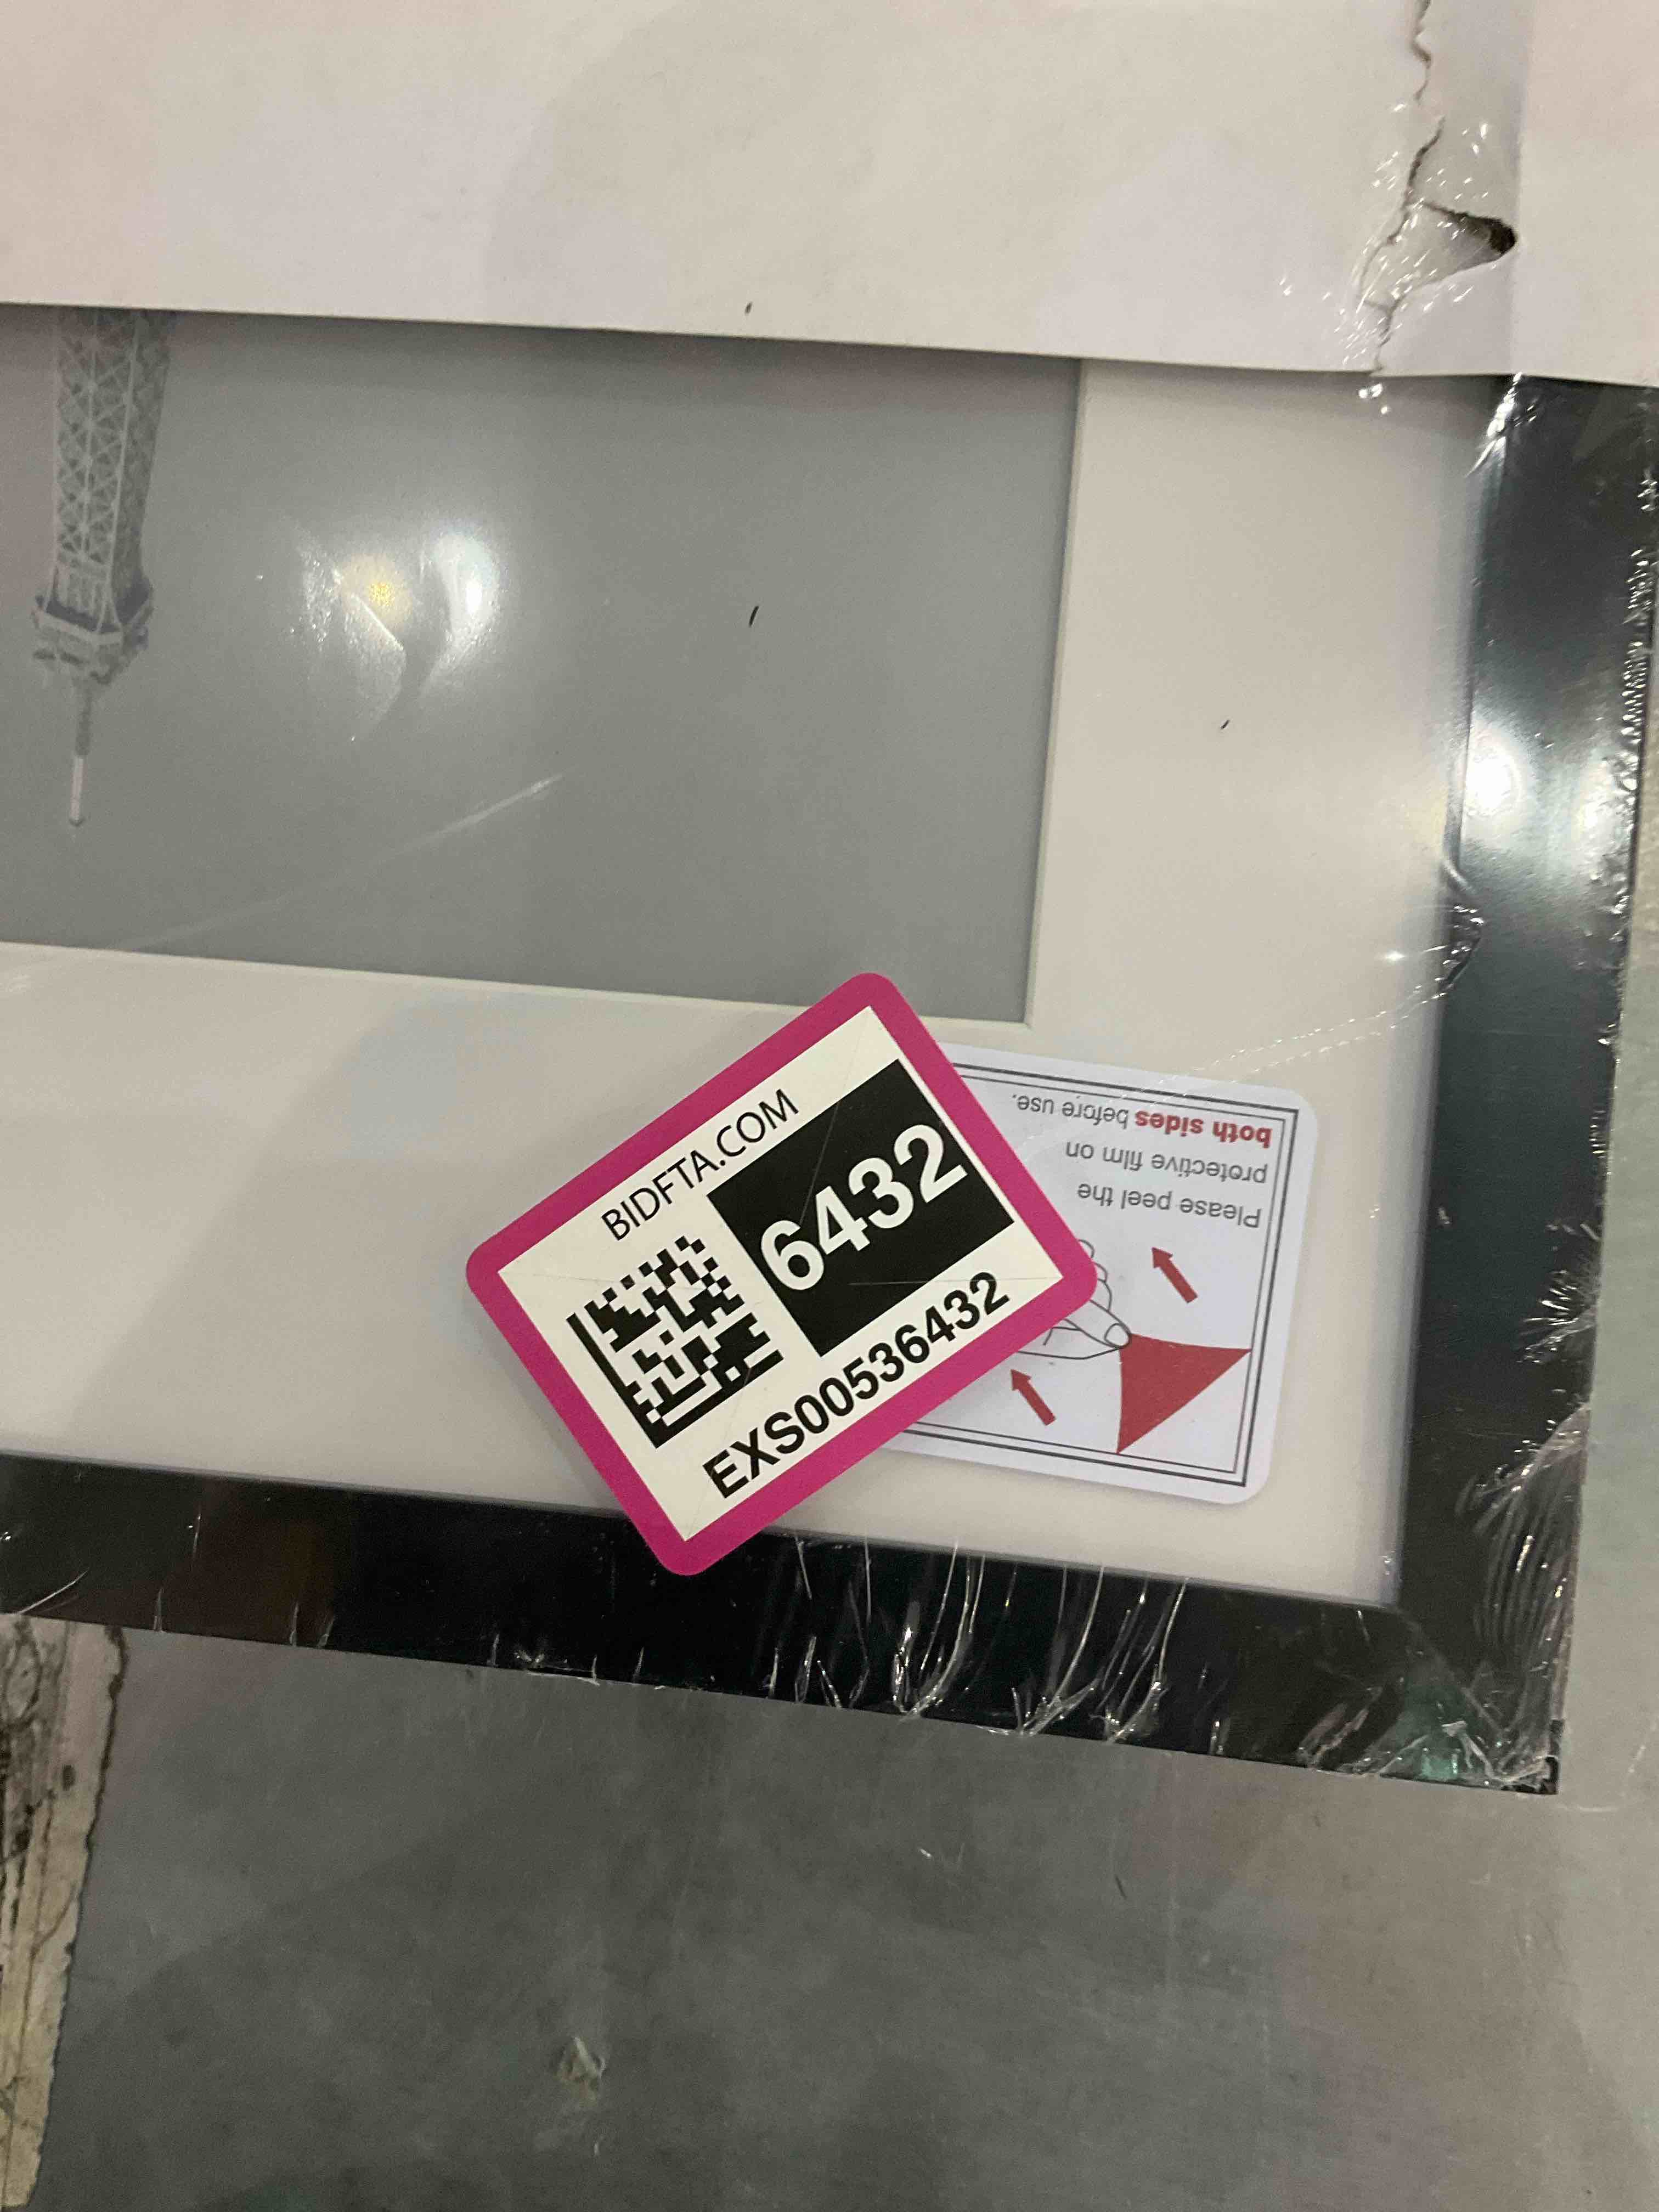 BIDFTA.COM
6432
EXS00536432
Please peel the
protective film on
both sides before use.